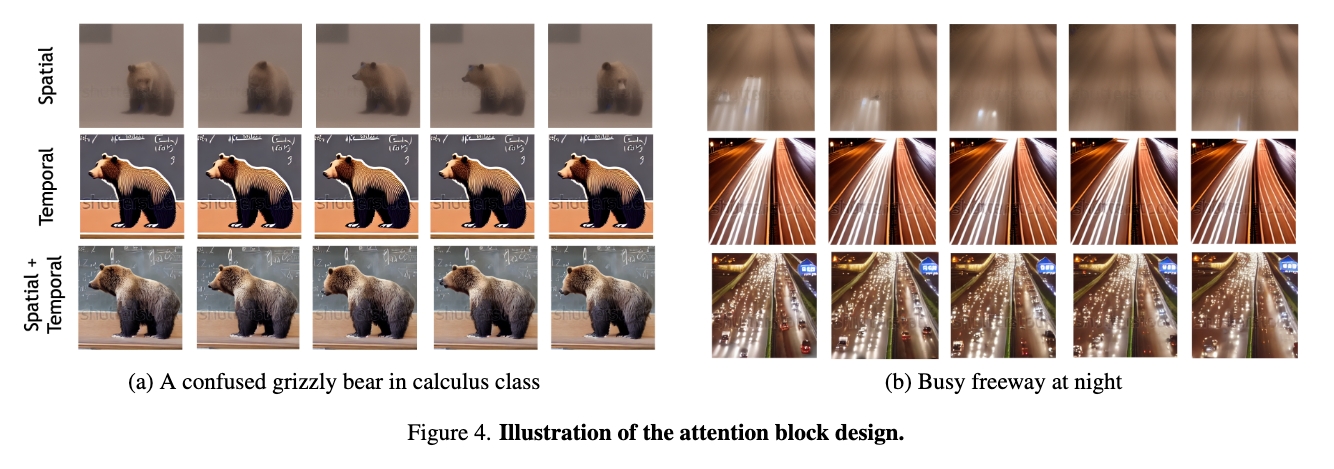 Spatial
Temporal
Spatial +
Temporal
(a) A confused grizzly bear in calculus class
(b) Busy freeway at night
Figure 4. Illustration of the attention block design.